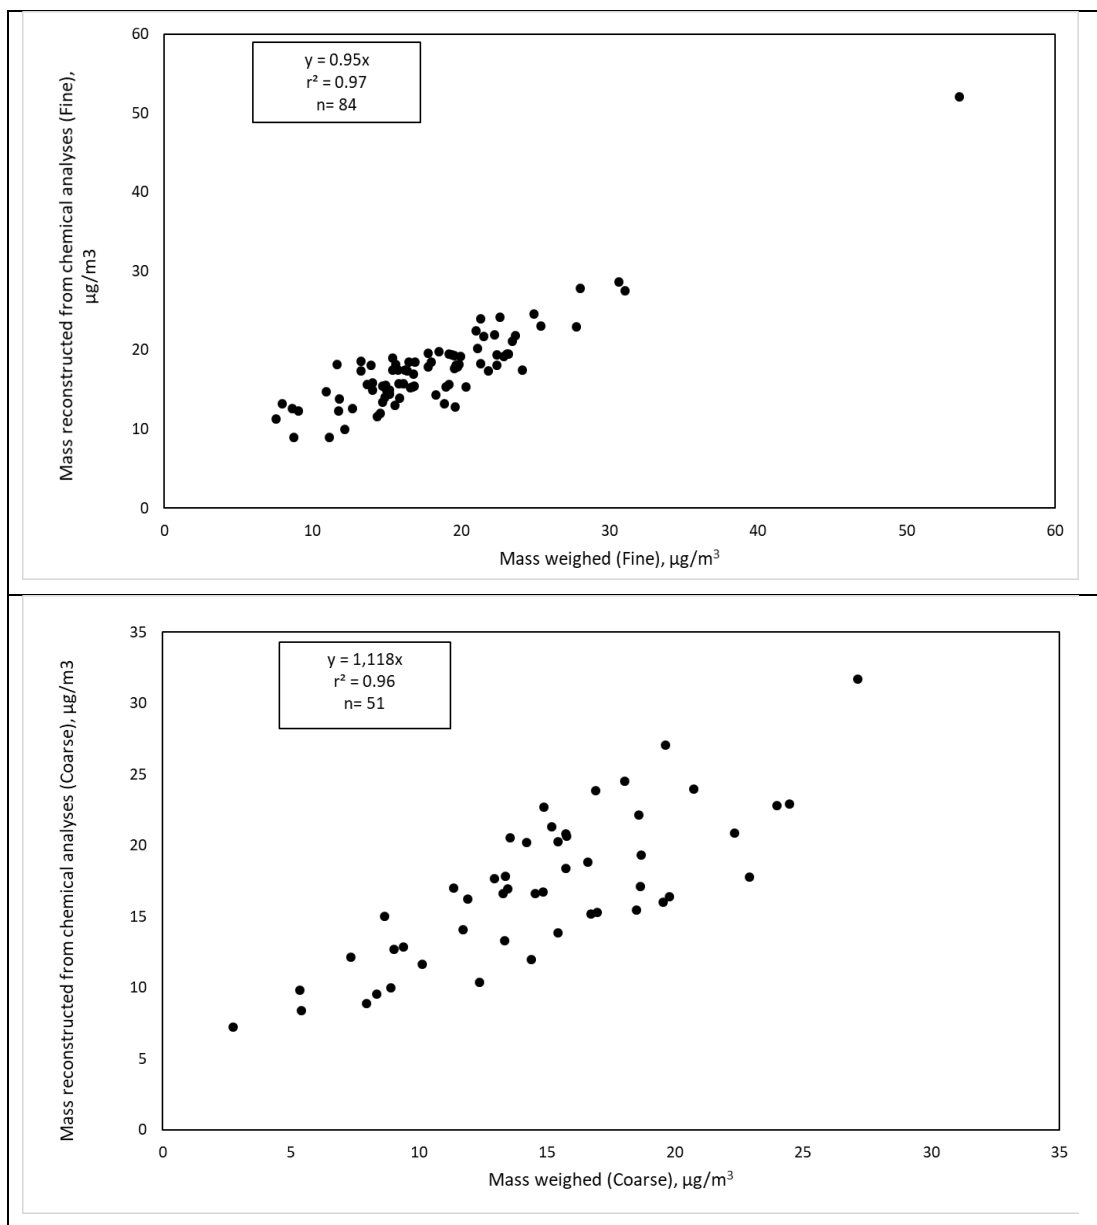 60
50
40
30
20
10
0
0 10 20 30 40 50 60
y = 0.95x
r² = 0.97
n= 84
Mass reconstructed from chemical analyses (Fine),
µg/m3
Mass weighed (Fine), µg/m³
35
30
25
20
15
10
5
0
0 5 10 15 20 25 30 35
y = 1,118x
r² = 0.96
n= 51
Mass reconstructed from chemical analyses (Coarse), µg/m3
Mass weighed (Coarse), µg/m³